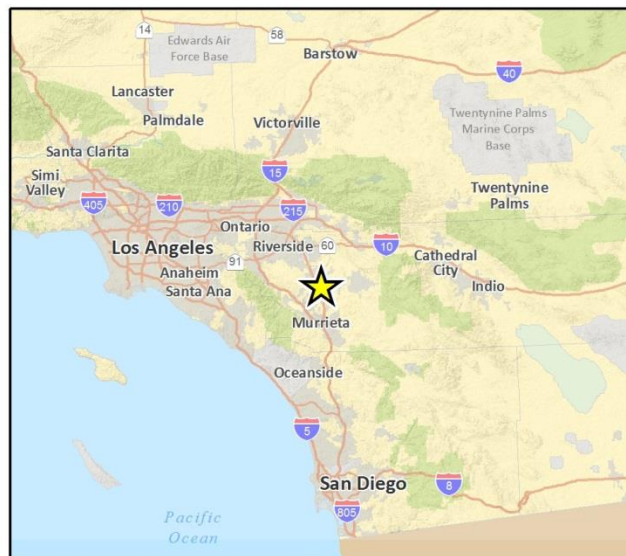 14
58
Edwards Air
Force Base
Barstow
40
Lancaster
Palmdale
Victorville
Twentynine Palms
Marine Corps
Base
Santa Clarita
Simi
Valley
15
405
210
215
Twentynine
Palms
Ontario
Los Angeles
Riverside
60
10
Cathedral
City
91
Anaheim
Santa Ana
Indio
Murrieta
Oceanside
5
San Diego
8
805
Pacific
Ocean